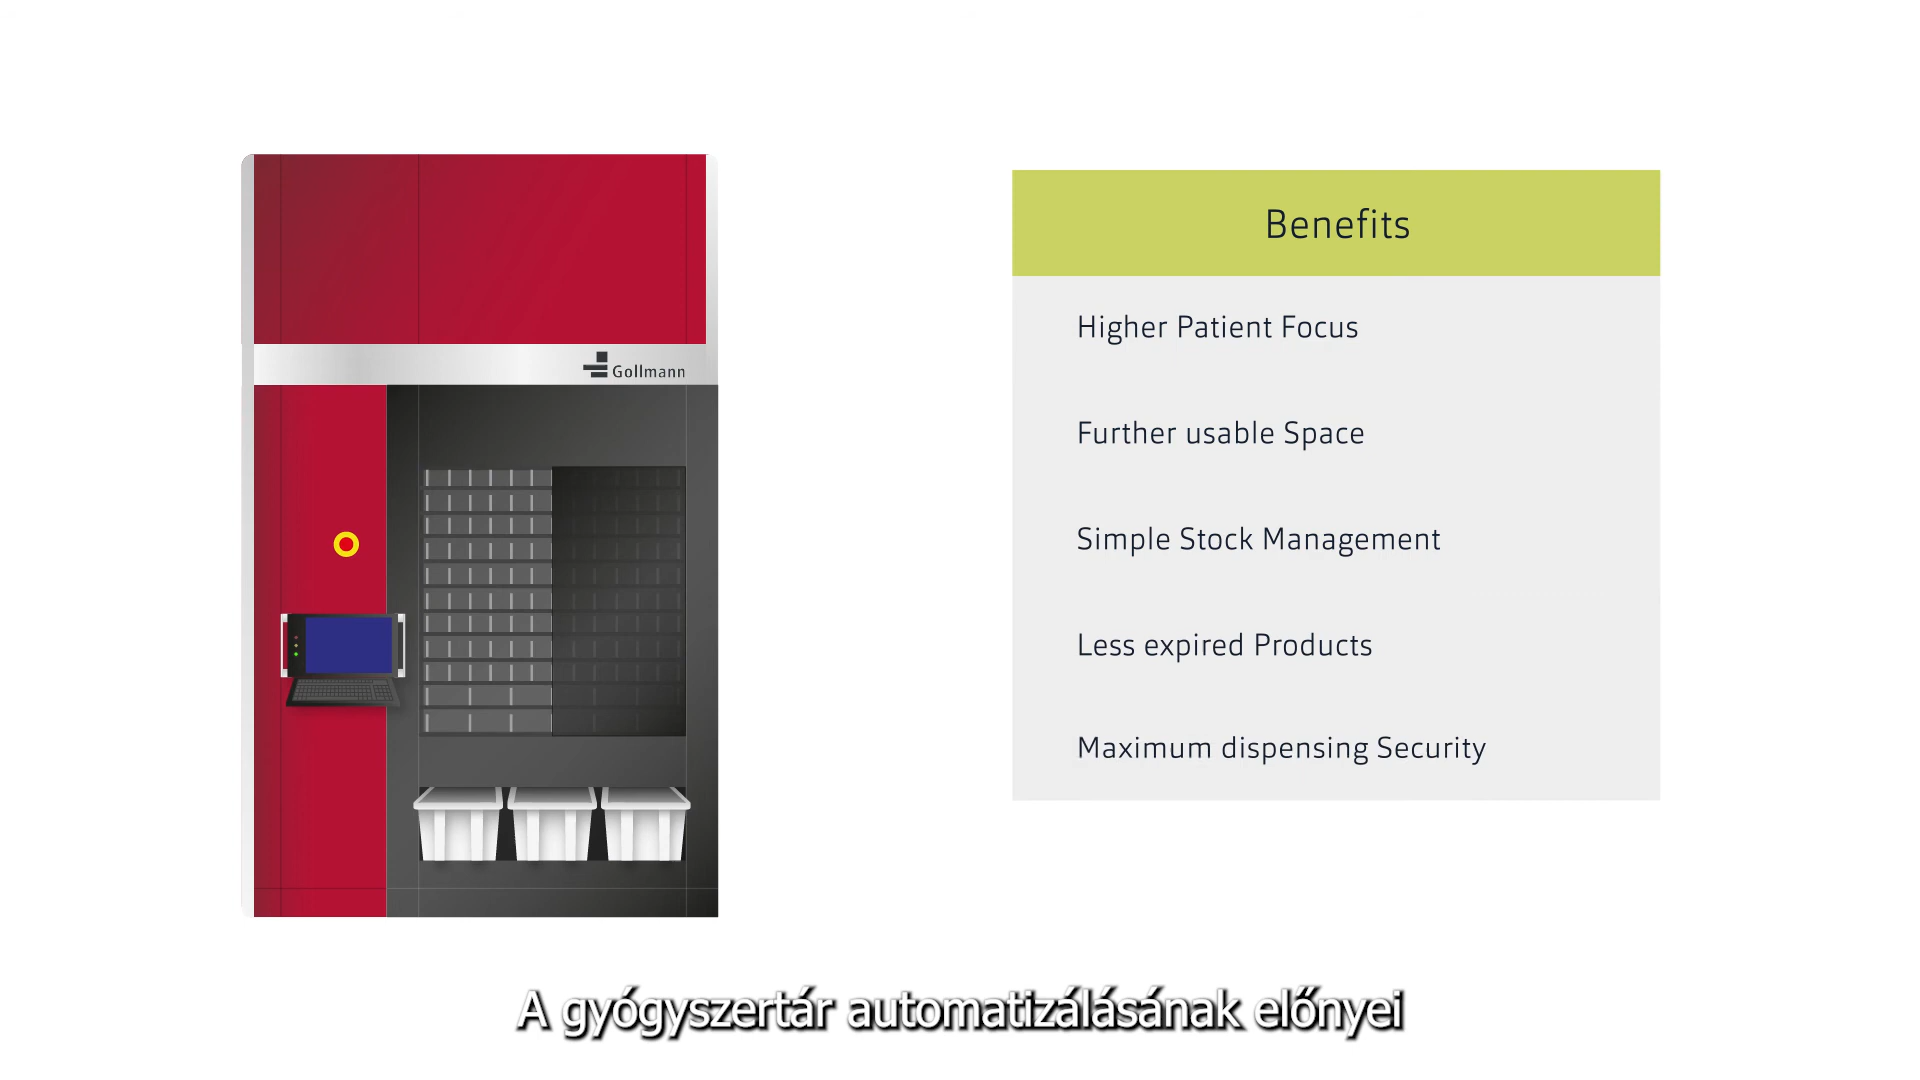 Gollmann
Benefits
Higher Patient Focus
Further usable Space
Simple Stock Management
Less expired Products
Maximum dispensing Security
A gyógyszertár automatizálásának előnyei